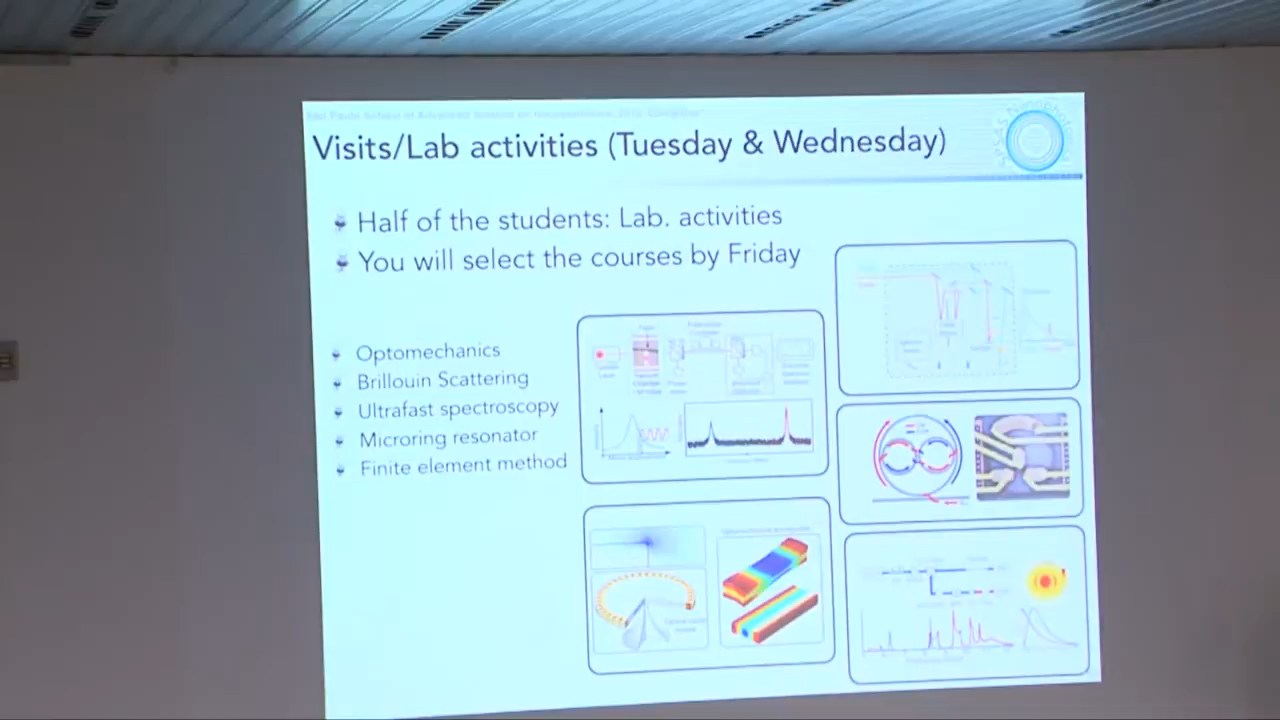 Visits/Lab activities (Tuesday & Wednesday)
Half of the students: Lab. activities
You will select the courses by Friday
Optomechanics
Brillouin Scattering
Ultrafast spectroscopy
Microring resonator
Finite element method